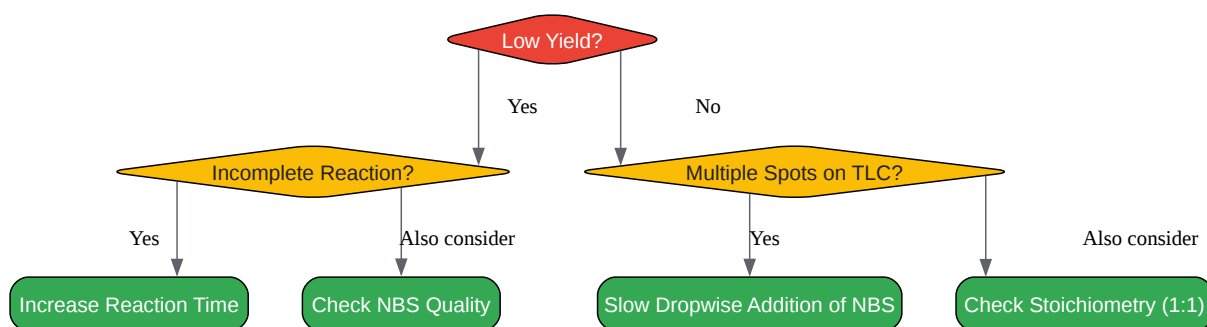 Low Yield?
Yes
No
Incomplete Reaction?
Multiple Spots on TLC?
Yes
Also consider
Yes
Also consider
Increase Reaction Time
Check NBS Quality
Slow Dropwise Addition of NBS
Check Stoichiometry (1:1)